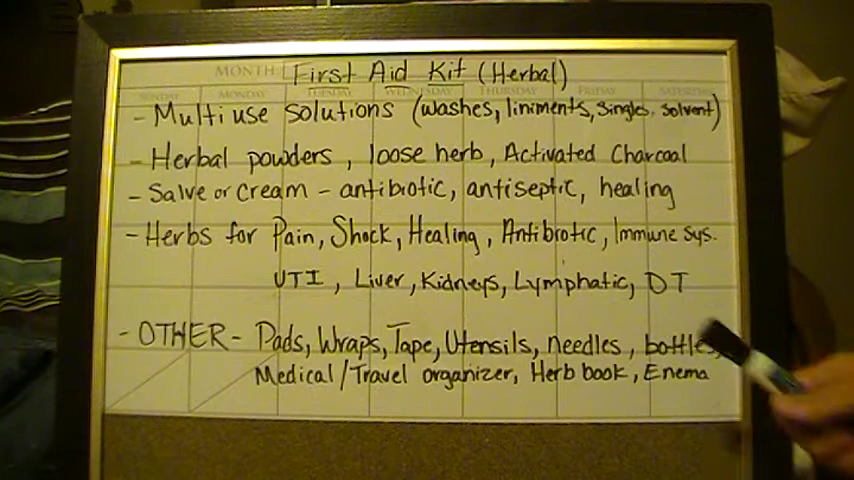 MONTH First Aid Kit (Herbal)
SUNDAY MONDAY TUESDAY WEDNESDAY THURSDAY FRIDAY SATURDAY
- Multiuse solutions (washes, liniments, singles, solvent)
- Herbal powders, loose herb, Activated Charcoal
- Salve or Cream - antibiotic, antiseptic, healing
- Herbs for Pain, Shock, Healing, Antibiotic, Immune Sys.
UTI, Liver, Kidneys, Lymphatic, DT
- OTHER - Pads, Wraps, Tape, Utensils, needles, bottles,
Medical/Travel organizer, Herb book, Enema